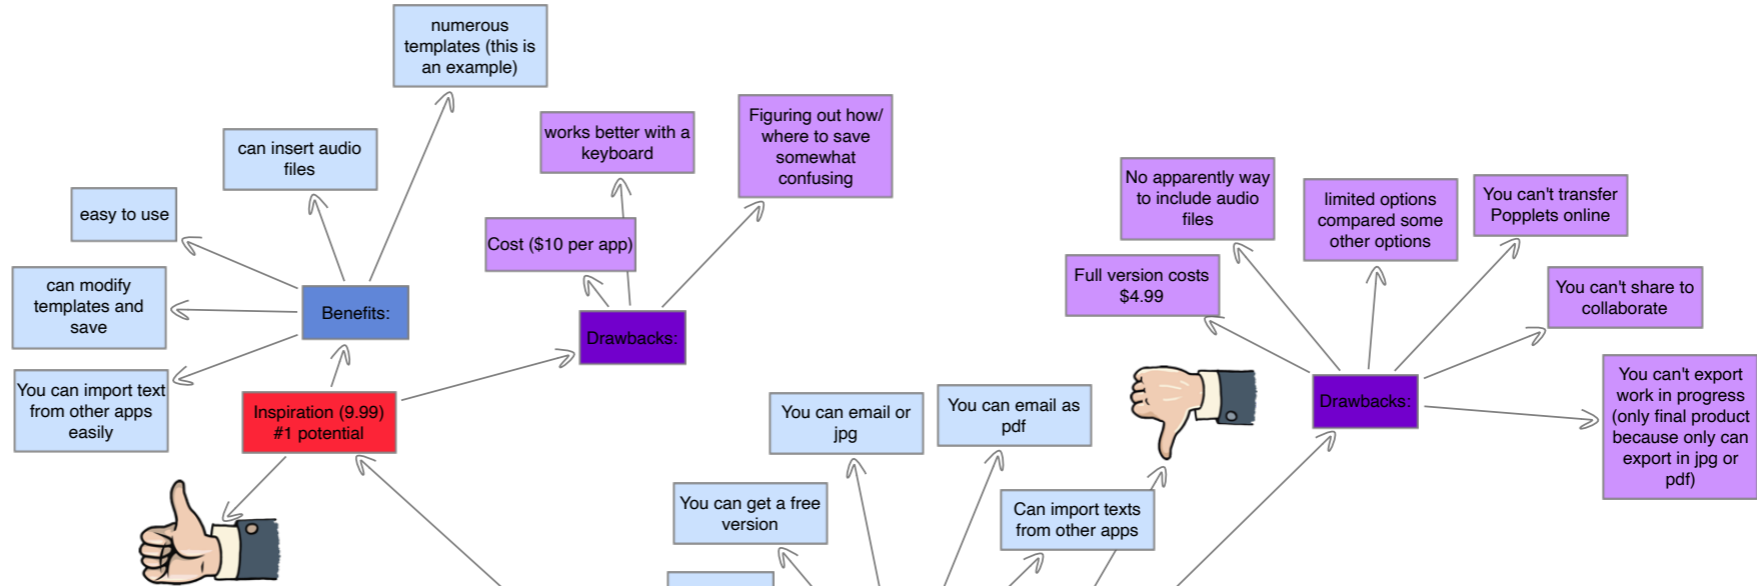 numerous
templates (this is
an example)
can insert audio
files
easy to use
can modify
templates and
save
You can import text
from other apps
easily
Benefits:
Inspiration (9.99)
#1 potential
works better with a
keyboard
Figuring out how/
where to save
somewhat
confusing
Cost ($10 per app)
Drawbacks:
No apparently way
to include audio
files
limited options
compared some
other options
You can't transfer
Popplets online
Full version costs
$4.99
You can't share to
collaborate
Drawbacks:
You can't export
work in progress
(only final product
because only can
export in jpg or
pdf)
You can email or
jpg
You can email as
pdf
You can get a free
version
Can import texts
from other apps